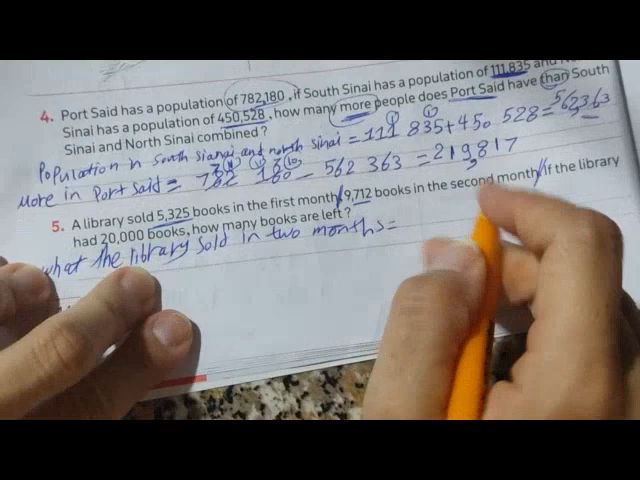 4. Port Said has a population of 782,180, if South Sinai has a population of 111,835 and
Sinai has a population of 450,528, how many more people does Port Said have than South
Sinai and North Sinai combined?
Population in South sianai and north sinai = 111 835 + 450 528 = 562363
More in Port Said = 782 180 - 562 363 = 219,817
5. A library sold 5,325 books in the first month, 9,712 books in the second month, If the library
had 20,000 books, how many books are left?
what the library sold in two months=